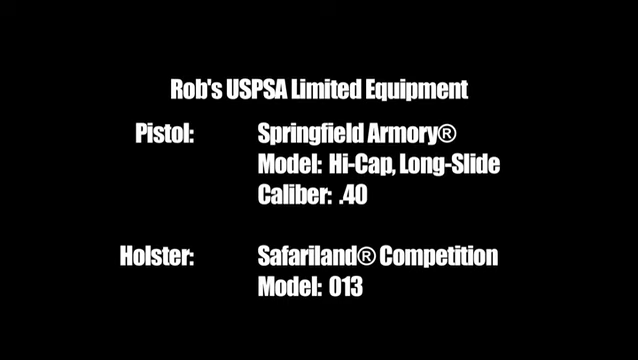 Rob's USPSA Limited Equipment
Pistol: Springfield Armory®
Model: Hi-Cap, Long-Slide
Caliber: .40
Holster: Safariland® Competition
Model: 013